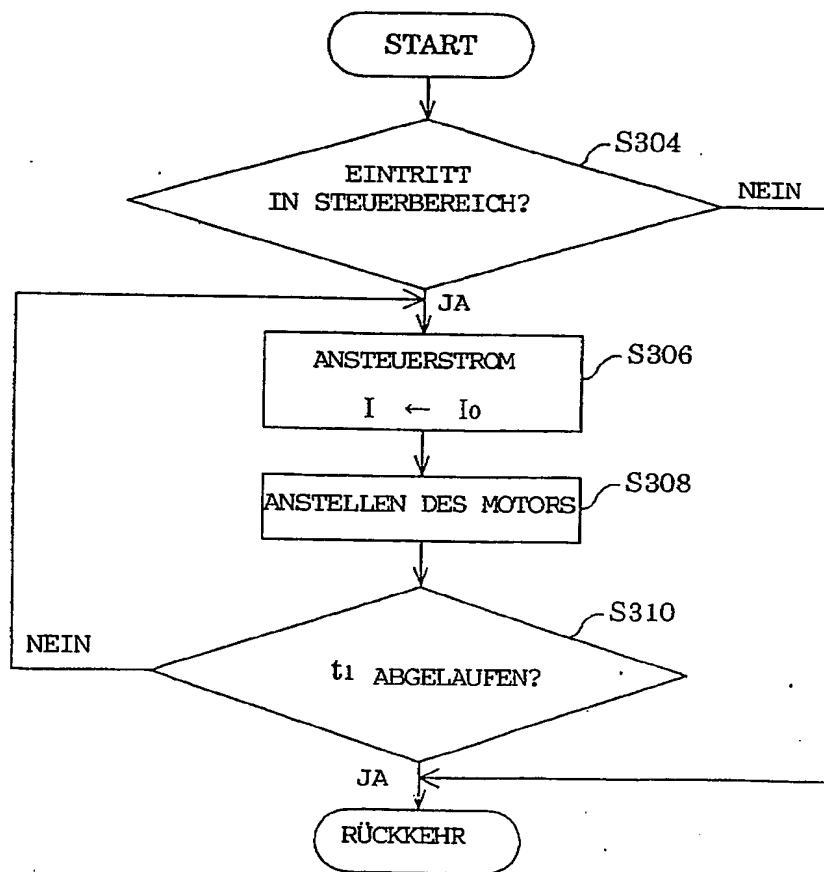 START
S304
EINTRITT
IN STEUERBEREICH?
NEIN
JA
ANSTEUERSTROM
S306
I ← Io
ANSTELLEN DES MOTORS
S308
S310
NEIN
t1 ABGELAUFEN?
JA
RÜCKKEHR